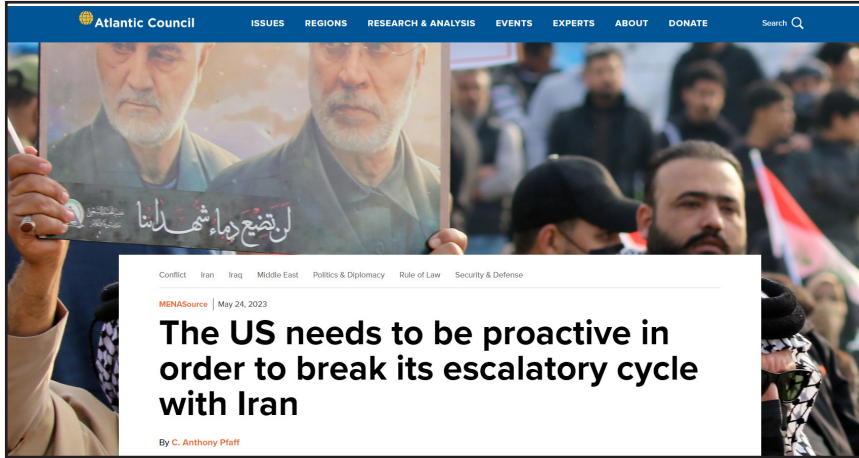 Atlantic Council
ISSUES REGIONS RESEARCH & ANALYSIS EVENTS EXPERTS ABOUT DONATE Search
لن تضيع دماء شهدائنا
Conflict Iran Iraq Middle East Politics & Diplomacy Rule of Law Security & Defense
MENASource | May 24, 2023
The US needs to be proactive in
order to break its escalatory cycle
with Iran
By C. Anthony Pfaff